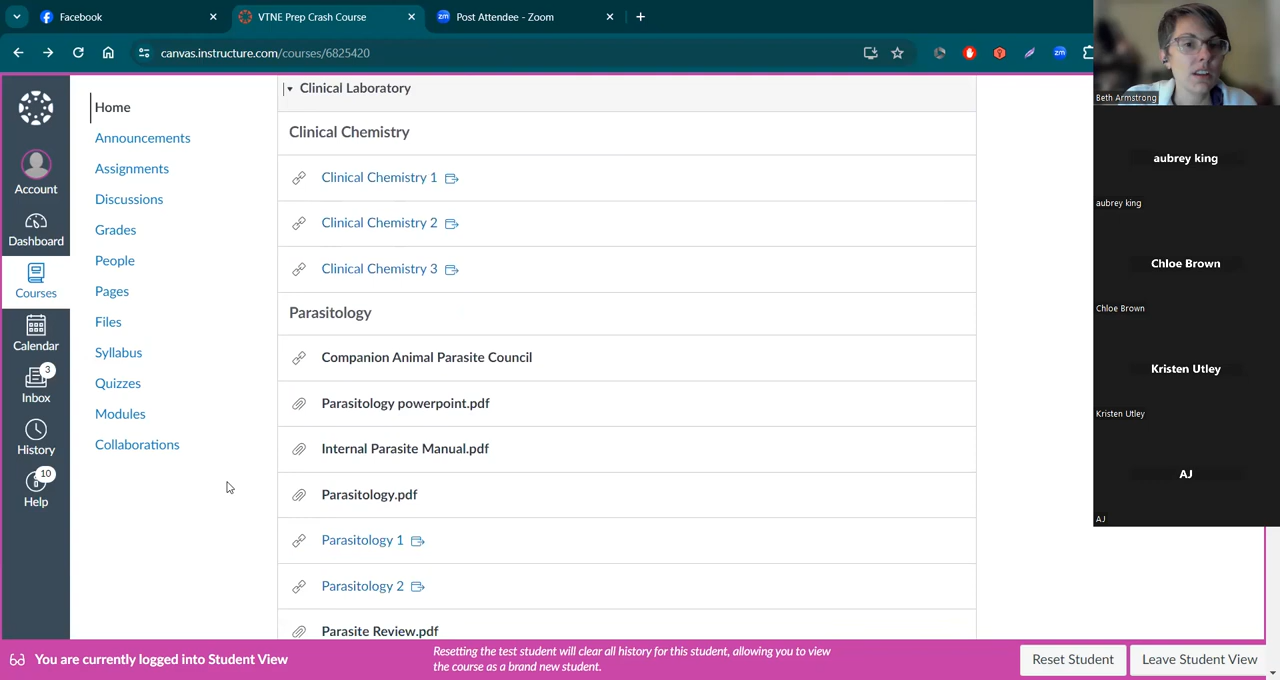 Facebook
VTNE Prep Crash Course
Post Attendee - Zoom
canvas.instructure.com/courses/6825420
zm
zm
Account
Dashboard
Courses
Calendar
3
Inbox
History
10
Help
Home
Announcements
Assignments
Discussions
Grades
People
Pages
Files
Syllabus
Quizzes
Modules
Collaborations
Clinical Laboratory
Clinical Chemistry
Clinical Chemistry 1
Clinical Chemistry 2
Clinical Chemistry 3
Parasitology
Companion Animal Parasite Council
Parasitology powerpoint.pdf
Internal Parasite Manual.pdf
Parasitology.pdf
Parasitology 1
Parasitology 2
Parasite Review.pdf
Beth Armstrong
aubrey king
aubrey king
Chloe Brown
Chloe Brown
Kristen Utley
Kristen Utley
AJ
AJ
You are currently logged into Student View
Resetting the test student will clear all history for this student, allowing you to view
the course as a brand new student.
Reset Student
Leave Student View